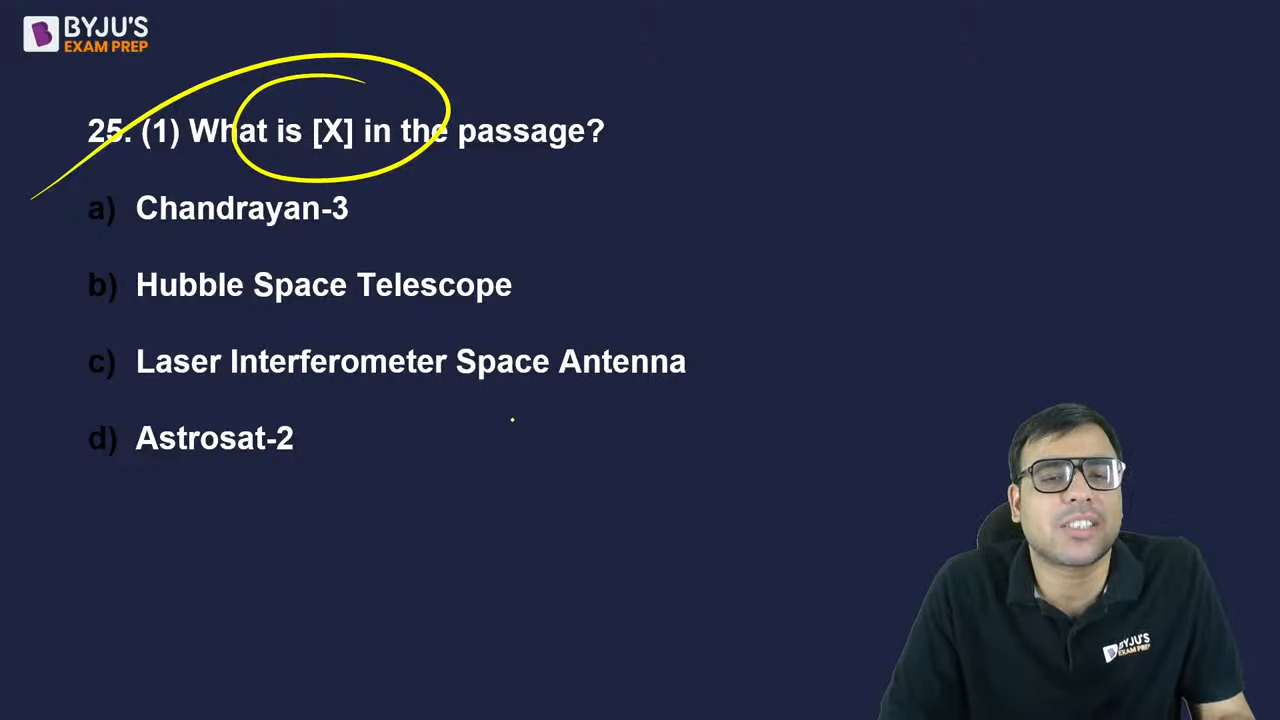 BYJU'S
EXAM PREP
25. (1) What is [X] in the passage?
a) Chandrayan-3
b) Hubble Space Telescope
c) Laser Interferometer Space Antenna
d) Astrosat-2
BYJU'S
EXAM PREP